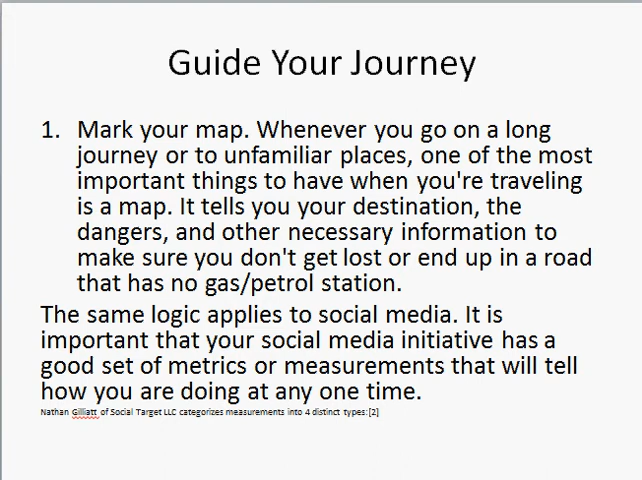 Guide Your Journey
1. Mark your map. Whenever you go on a long
journey or to unfamiliar places, one of the most
important things to have when you're traveling
is a map. It tells you your destination, the
dangers, and other necessary information to
make sure you don't get lost or end up in a road
that has no gas/petrol station.
The same logic applies to social media. It is
important that your social media initiative has a
good set of metrics or measurements that will tell
how you are doing at any one time.
Nathan Gilliatt of Social Target LLC categorizes measurements into 4 distinct types:[2]